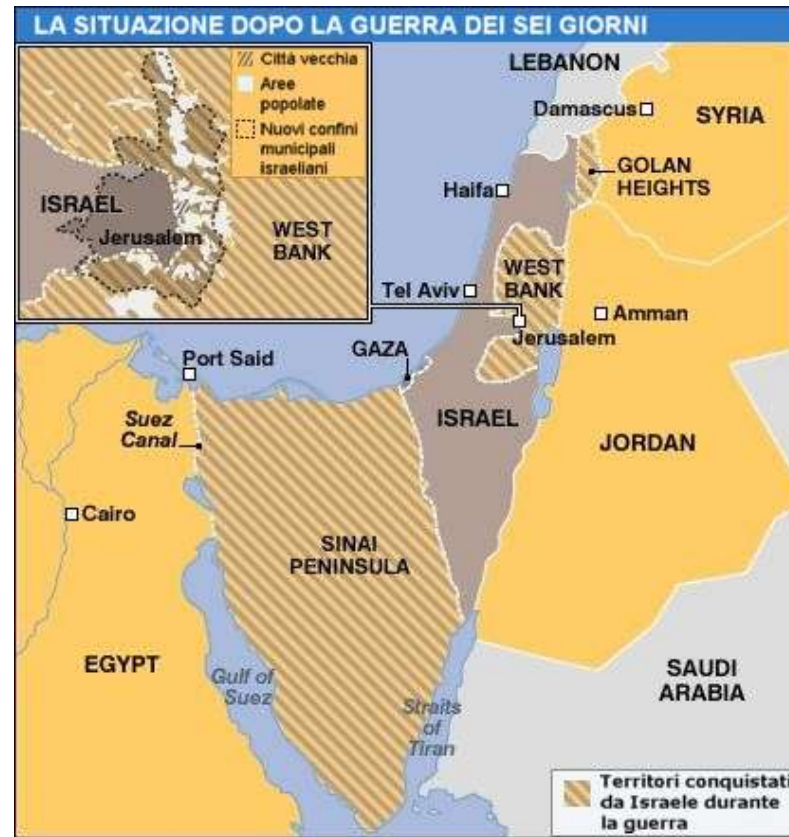 LA SITUAZIONE DOPO LA GUERRA DEI SEI GIORNI
Città vecchia
Aree
popolate
Nuovi confini
municipali
israeliani
ISRAEL
Jerusalem
WEST
BANK
LEBANON
Damascus
SYRIA
GOLAN
HEIGHTS
Haifa
WEST
BANK
Tel Aviv
Amman
Jerusalem
GAZA
Port Said
Suez
Canal
ISRAEL
JORDAN
Cairo
SINAI
PENINSULA
EGYPT
Gulf of
Suez
Straits
of
Tiran
SAUDI
ARABIA
Territori conquistati
da Israele durante
la guerra